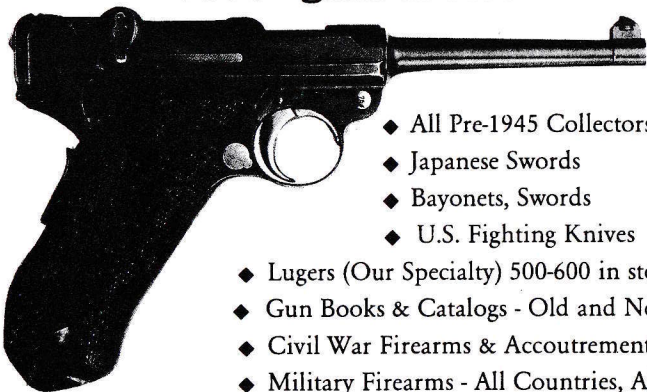 ◆ All Pre-1945 Collectors
◆ Japanese Swords
◆ Bayonets, Swords
◆ U.S. Fighting Knives
◆ Lugers (Our Specialty) 500-600 in
◆ Gun Books & Catalogs - Old and
◆ Civil War Firearms &
◆ Military Firearms - All Countries,